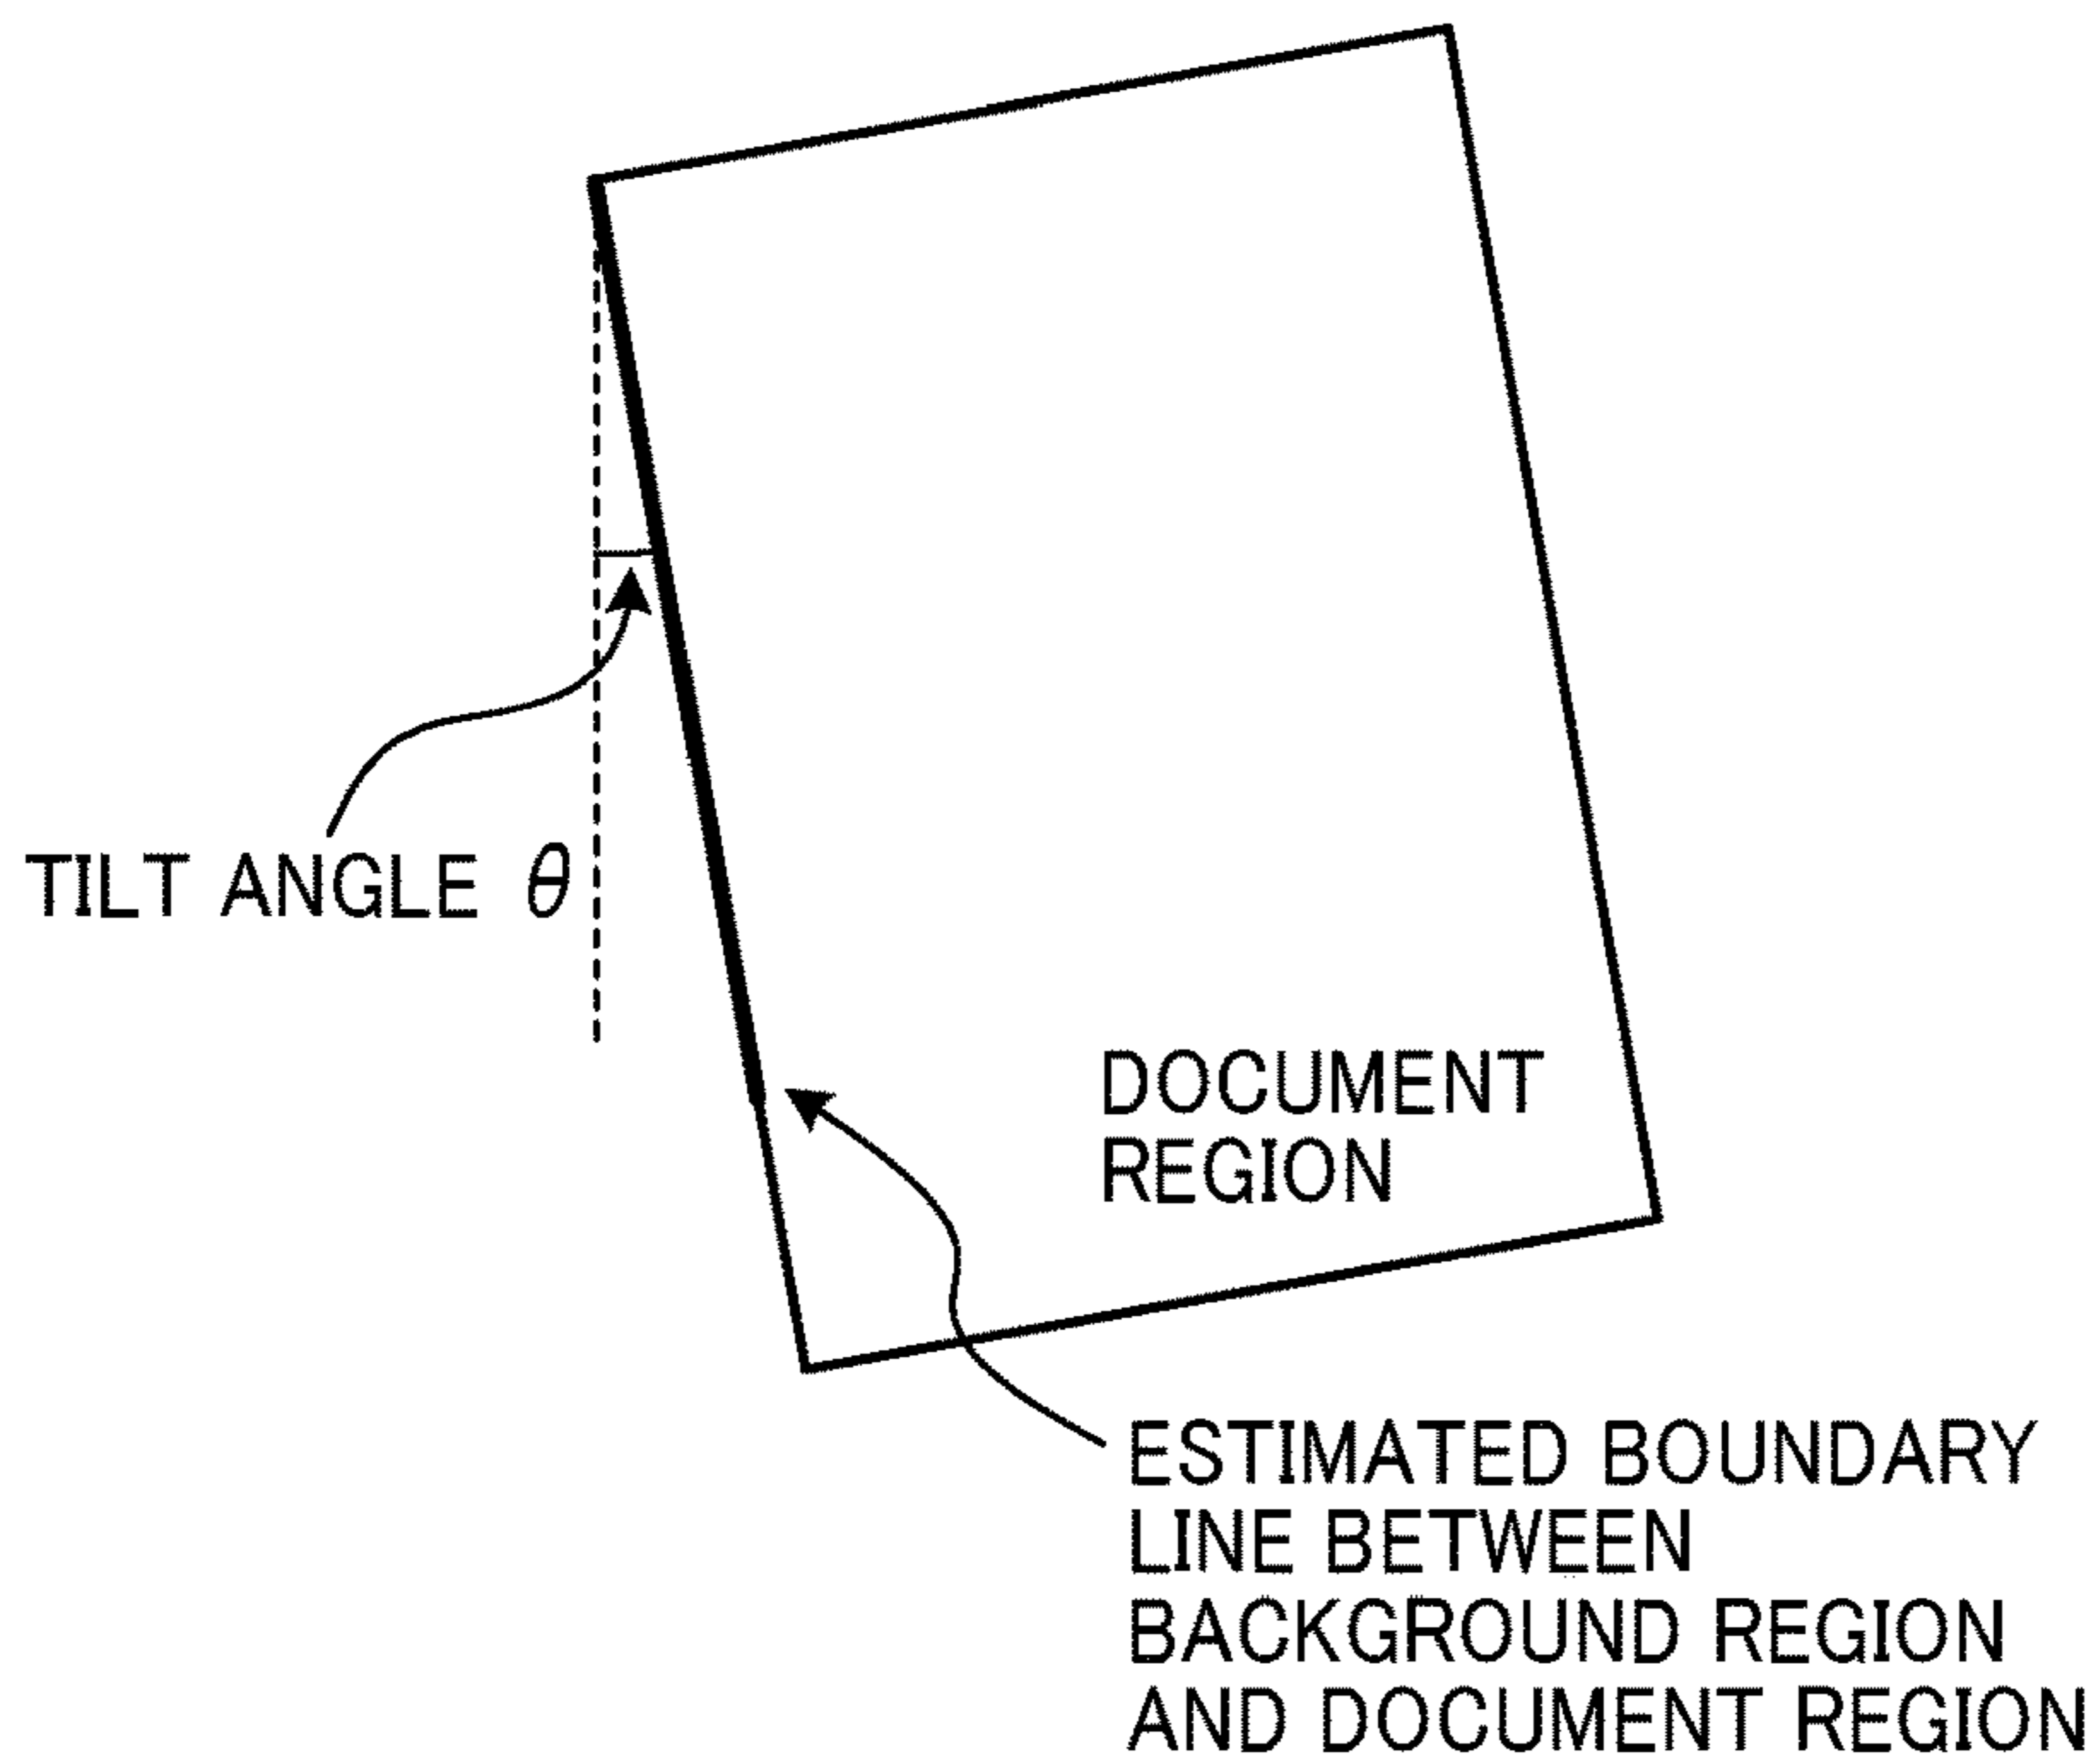 TILT ANGLE θ
DOCUMENT
REGION
ESTIMATED BOUNDARY
LINE BETWEEN
BACKGROUND REGION
AND DOCUMENT REGION